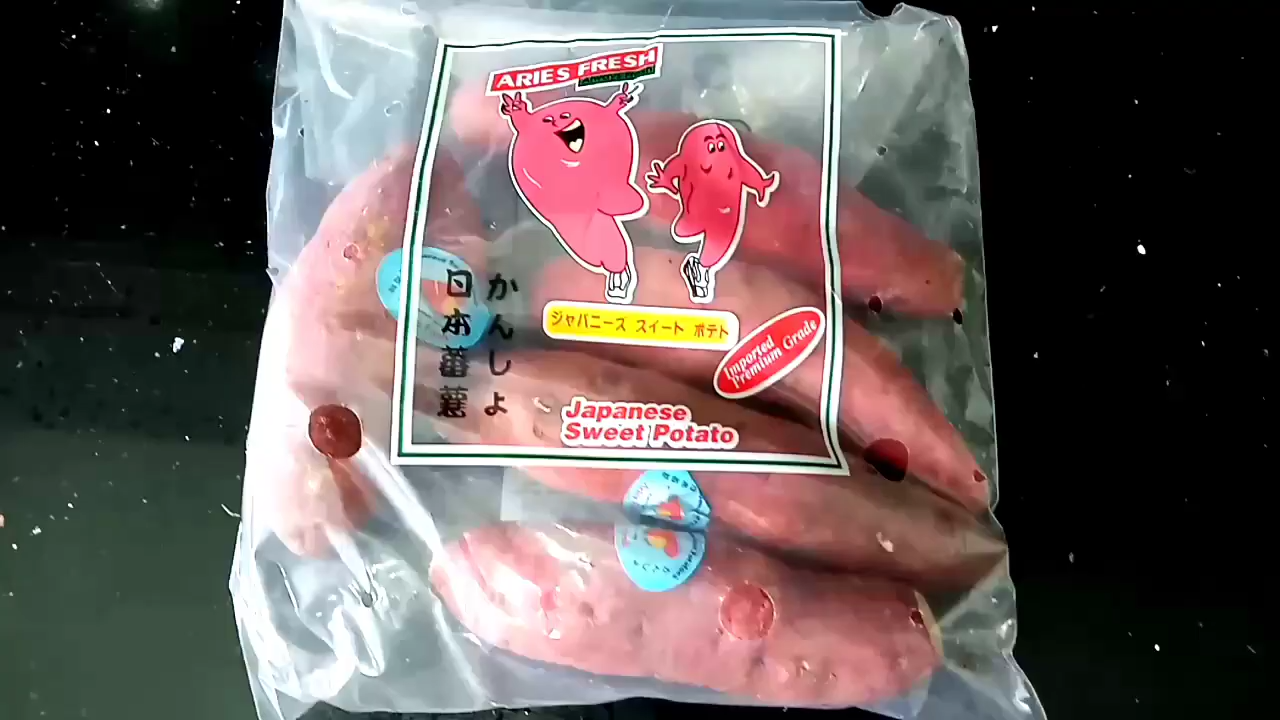 ARIES FRESH
日本蕃薯
かんしょ
ジャパニーズ スイート ポテト
Imported
Premium Grade
Japanese
Sweet Potato